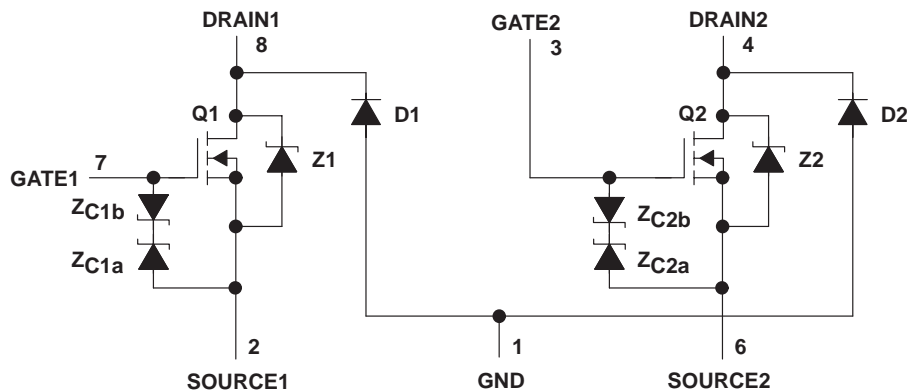 DRAIN1
8
GATE2
3
DRAIN2
4
Q1
D1
Q2
D2
Z1
Z2
7
GATE1
ZC1b
ZC2b
ZC1a
ZC2a
2
1
6
SOURCE1
GND
SOURCE2